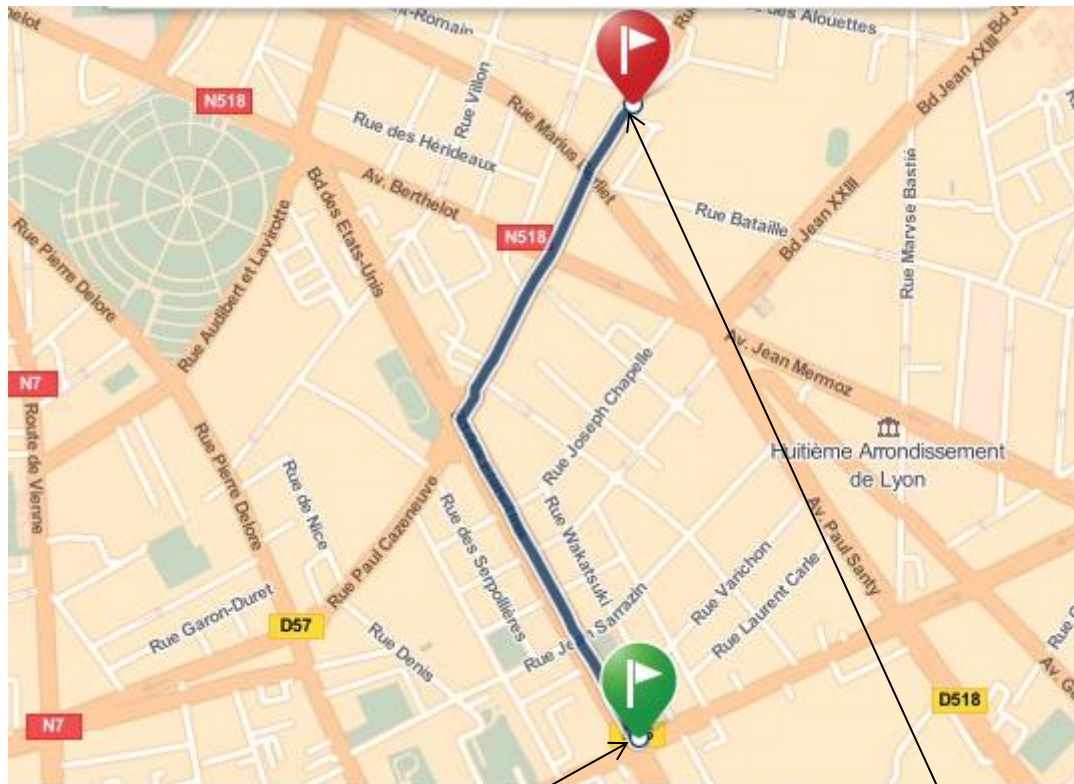 des Alouettes
Bd Jean XXIII
N518
Rue Villon
Rue Marius
Rue des Hérideaux
Av. Berthelot
Bd des Etats-Unis
Rue Bataille
N518
Bd Jean XXIII
Rue Maryse Bastié
Rue Pierre Delore
Rue Audibert et Lavirotte
Av. Jean Mermoz
N7
Route de Vienne
Rue Joseph Chapelle
Huitième Arrondissement
de Lyon
Rue Pierre Delore
Rue de Nice
Rue Paul Cazeneuve
Rue des Serpollières
Rue Wakatsuki
Av. Paul Santy
Rue Varichon
Rue Laurent Carle
Rue Garon-Duret
D57
Rue Denis
Rue Jean Sarrazin
N7
D518